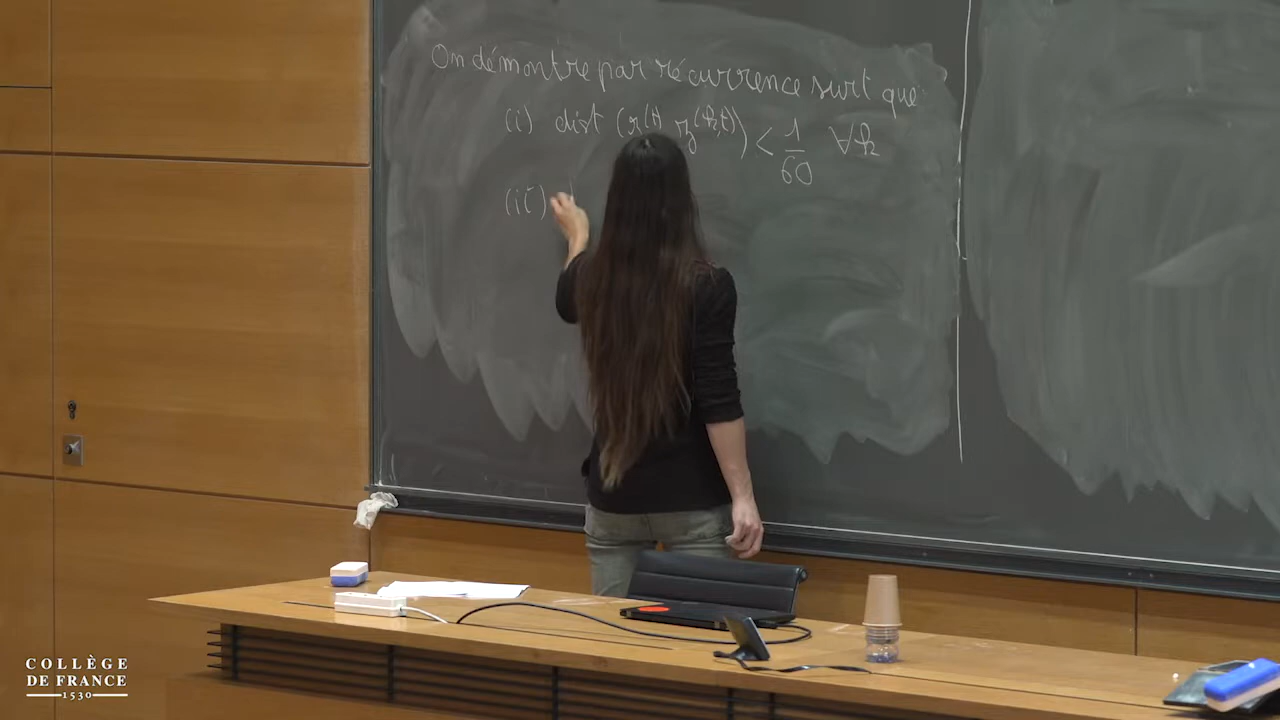 On démontre par récurrence sur t que
(i) dist (r^(t), z^(k,t)) < 1/60 ∀k
(ii)
COLLÈGE
DE FRANCE
1530